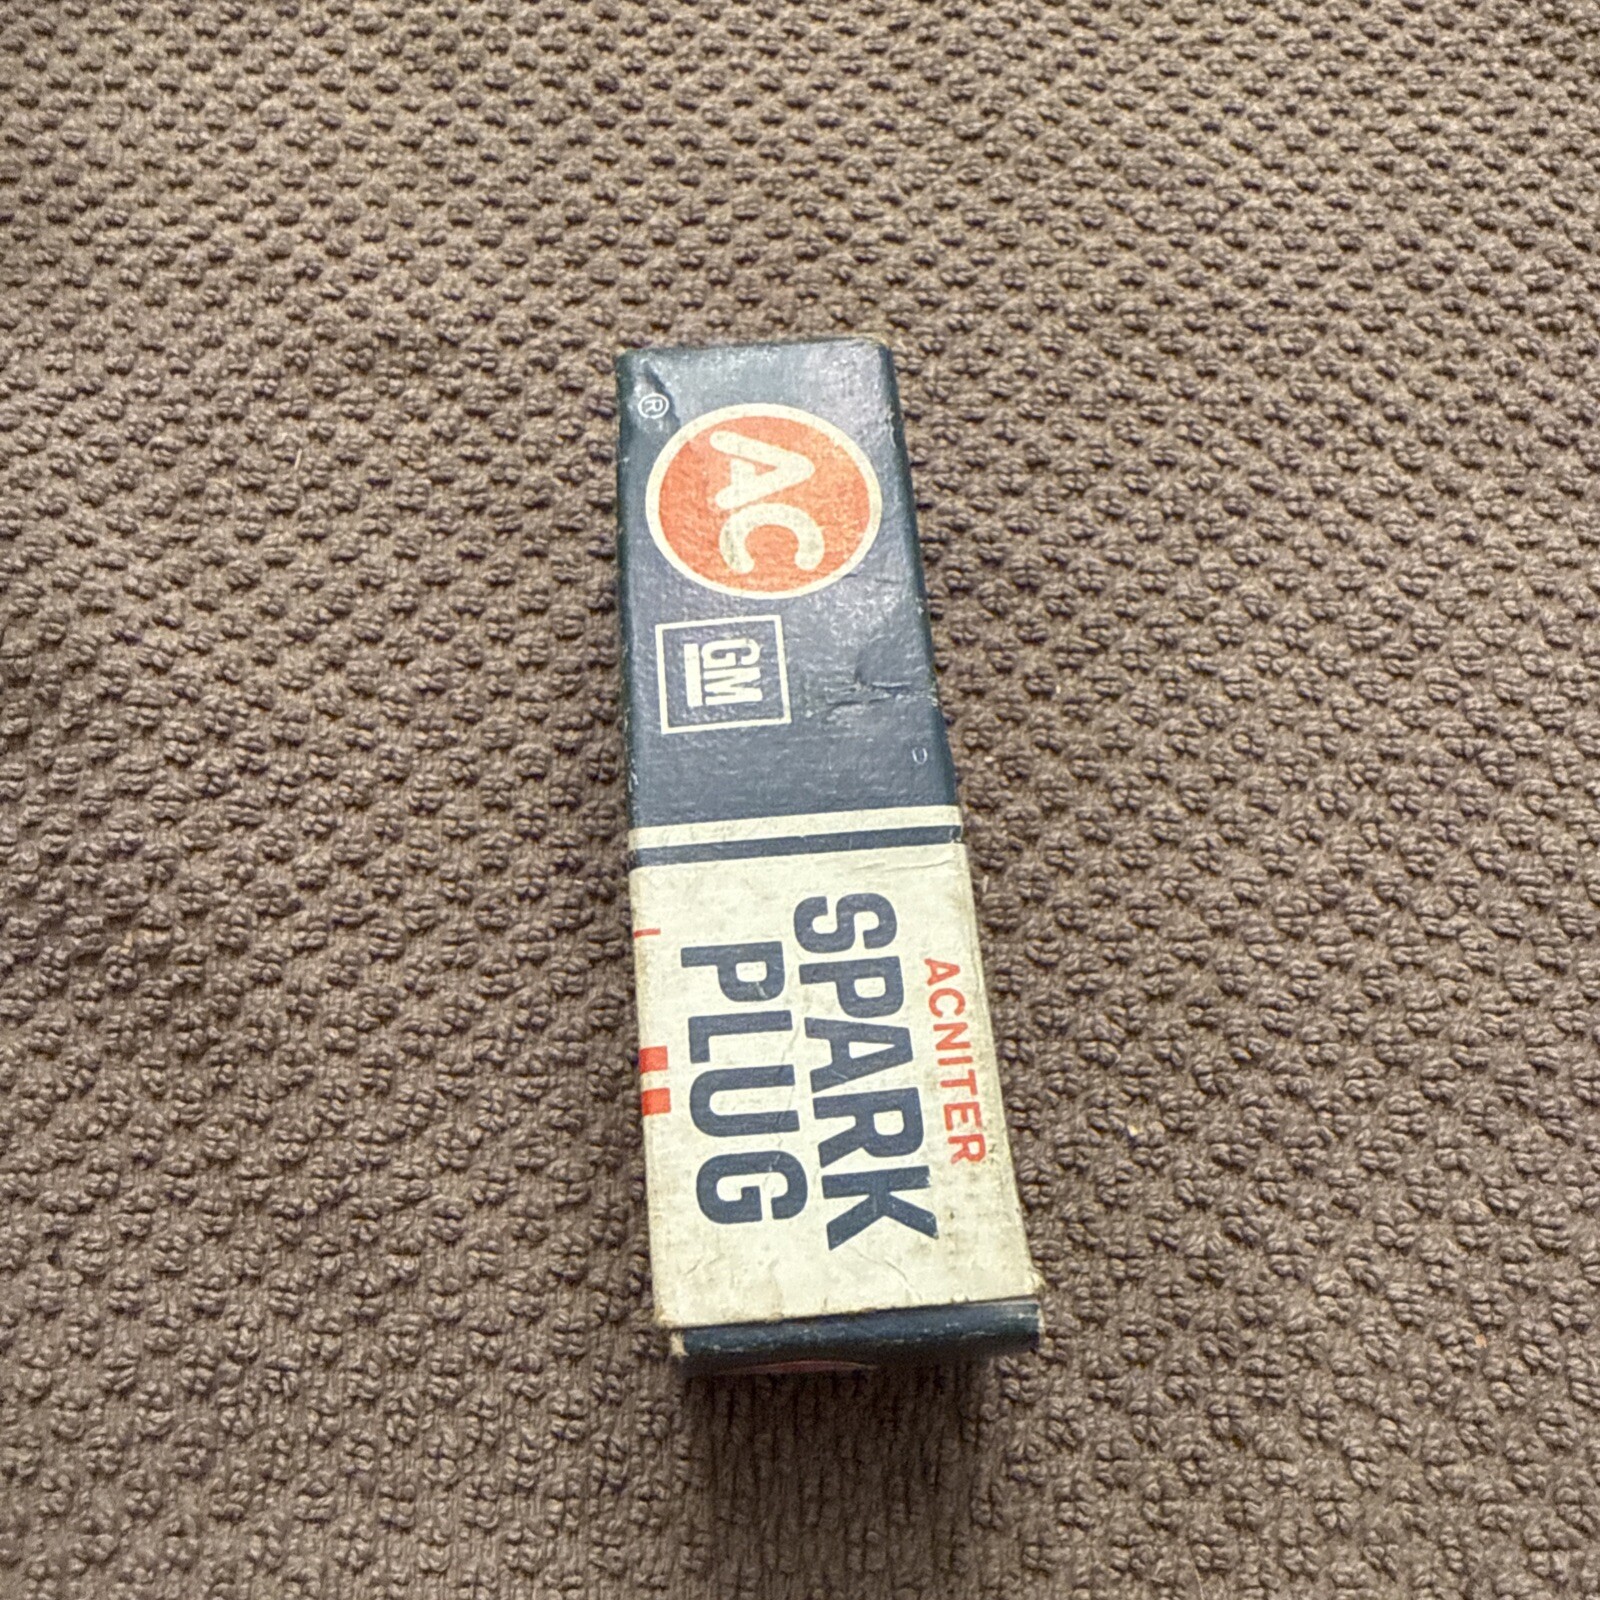 AC
®
GM
ACNITER
SPARK
PLUG